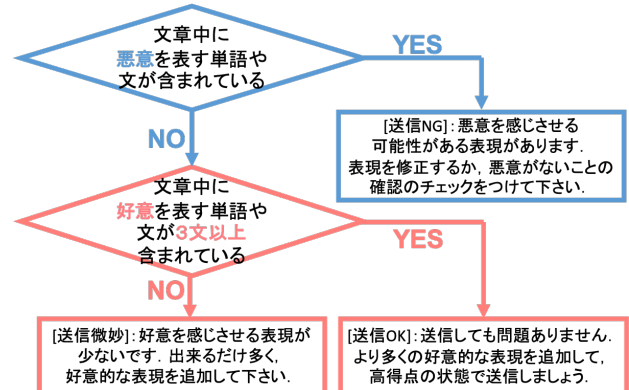 文章中に
悪意を表す単語や
文が含まれている
YES
NO
[送信NG]：悪意を感じさせる
可能性がある表現があります．
表現を修正するか，悪意がないことの
確認のチェックをつけて下さい．
文章中に
好意を表す単語や
文が３文以上
含まれている
YES
NO
[送信微妙]：好意を感じさせる表現が
少ないです．出来るだけ多く，
好意的な表現を追加して下さい．
[送信OK]：送信しても問題ありません．
より多くの好意的な表現を追加して，
高得点の状態で送信しましょう．